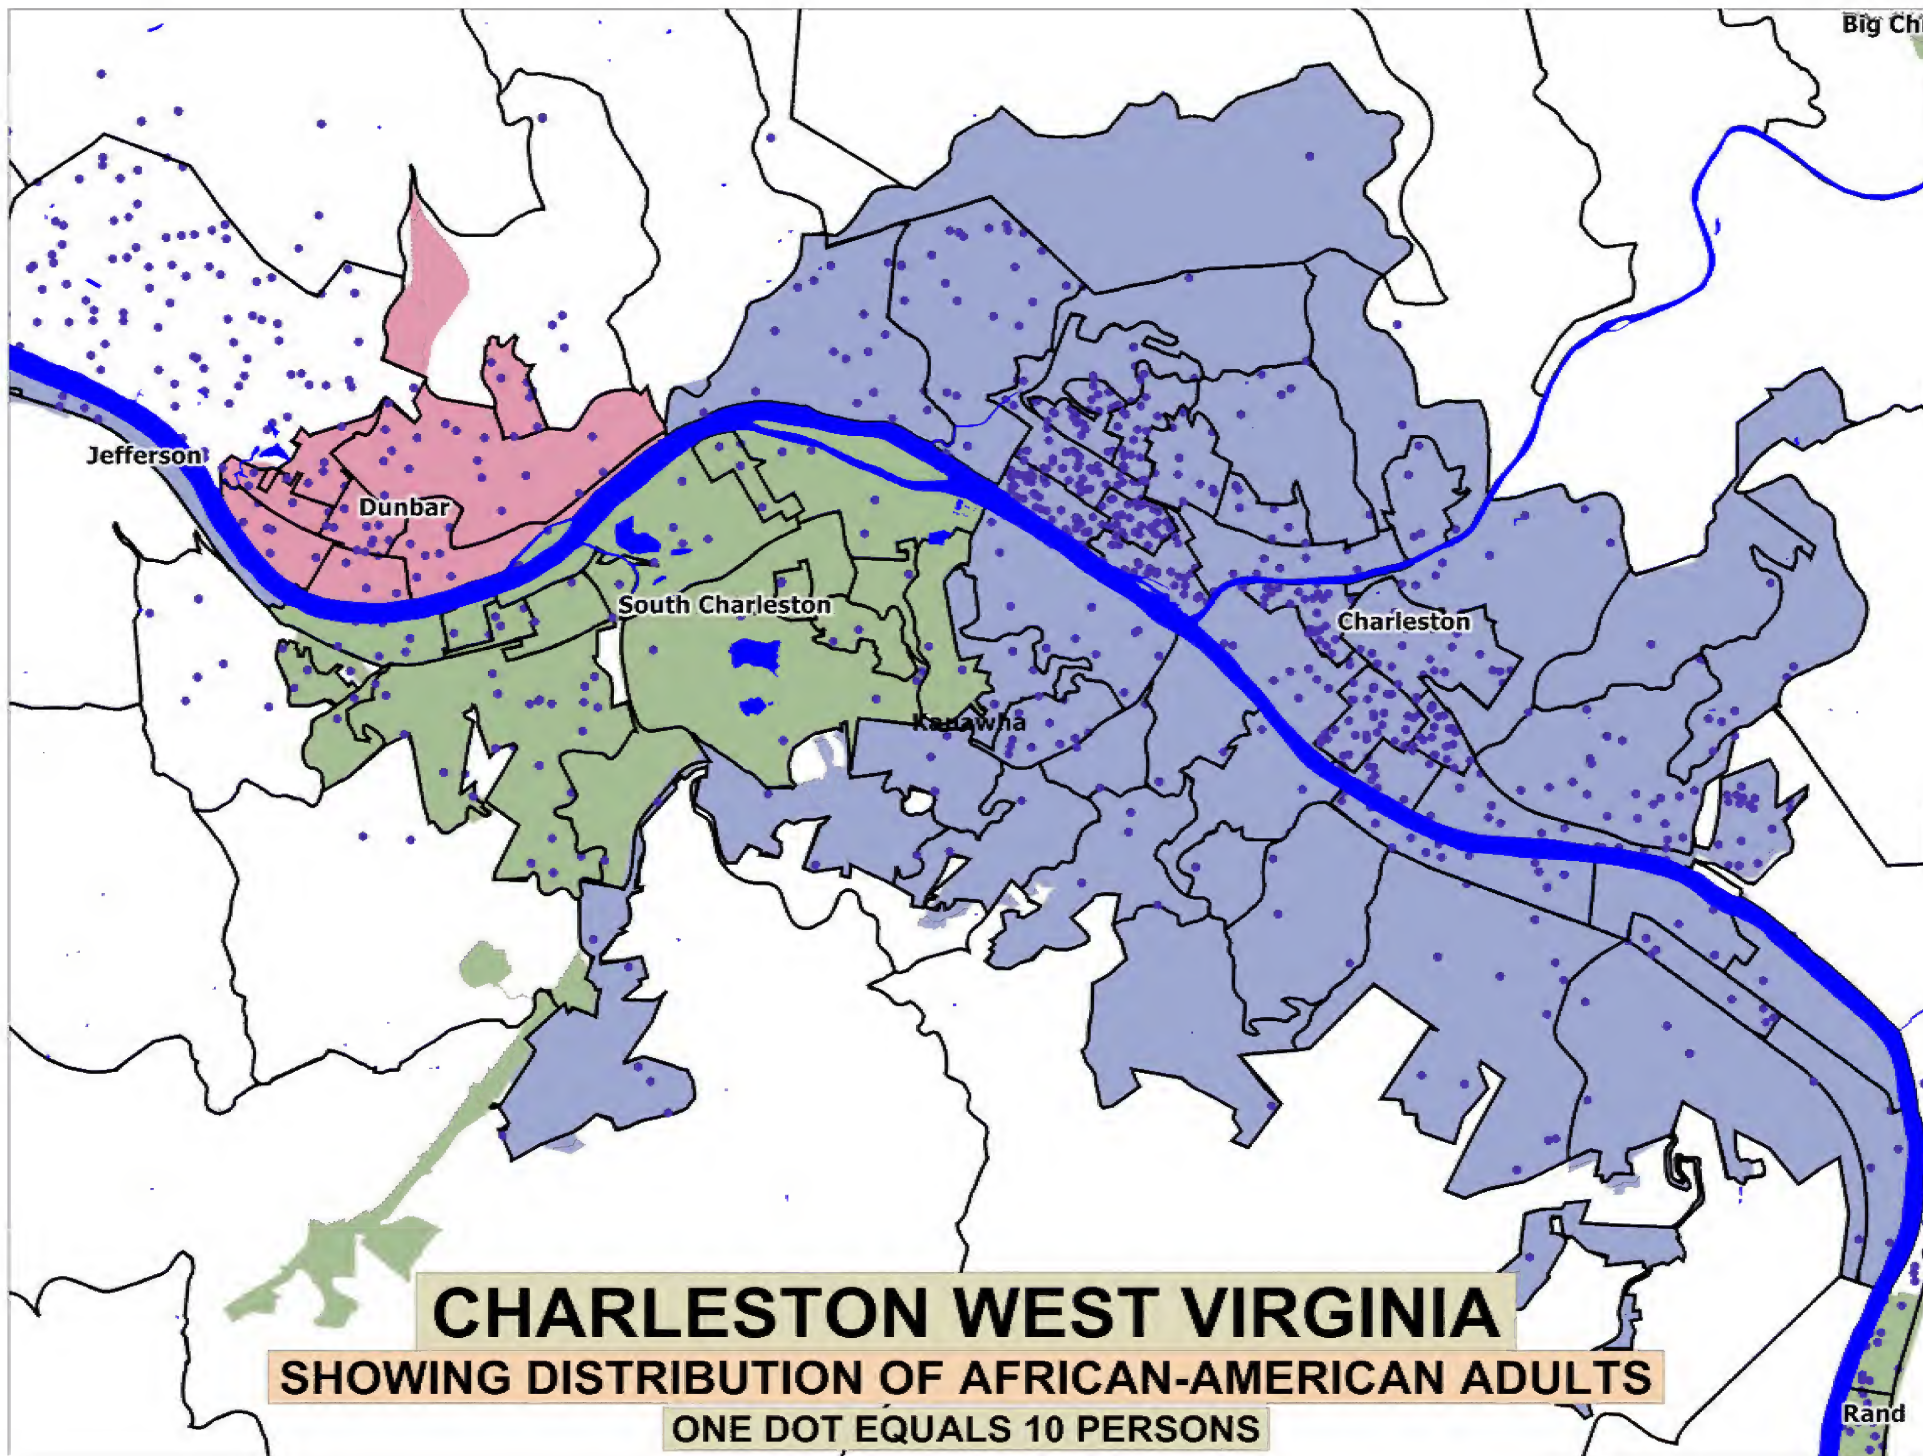 Big Ch
Jefferson
Dunbar
South Charleston
Charleston
Kanawha
CHARLESTON WEST VIRGINIA
SHOWING DISTRIBUTION OF AFRICAN-AMERICAN ADULTS
ONE DOT EQUALS 10 PERSONS
Rand